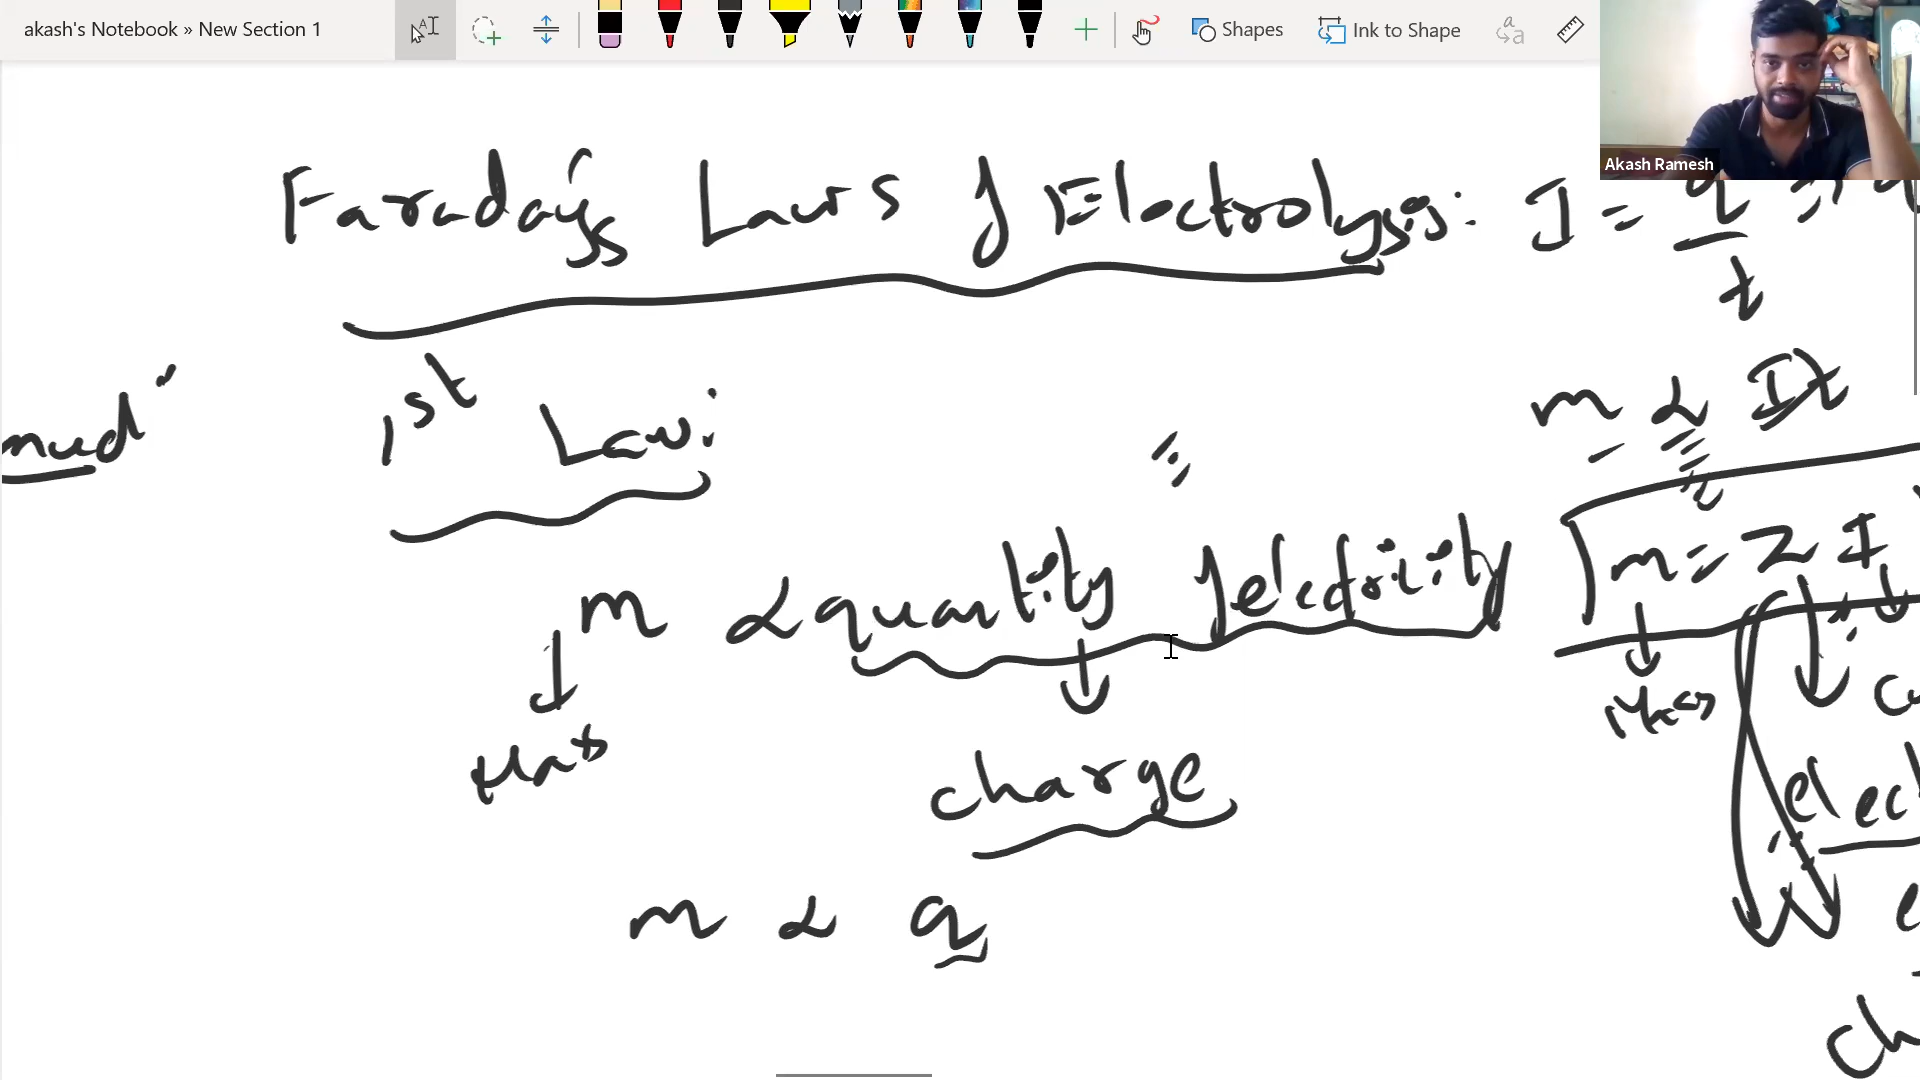 akash's Notebook » New Section 1
Shapes
Ink to Shape
Akash Ramesh
Faraday's Laws of Electrolysis: I = q
t
1st Law:
m α It
m α quantity of electricity
m = Z I
Mass
Mass
charge
m α q